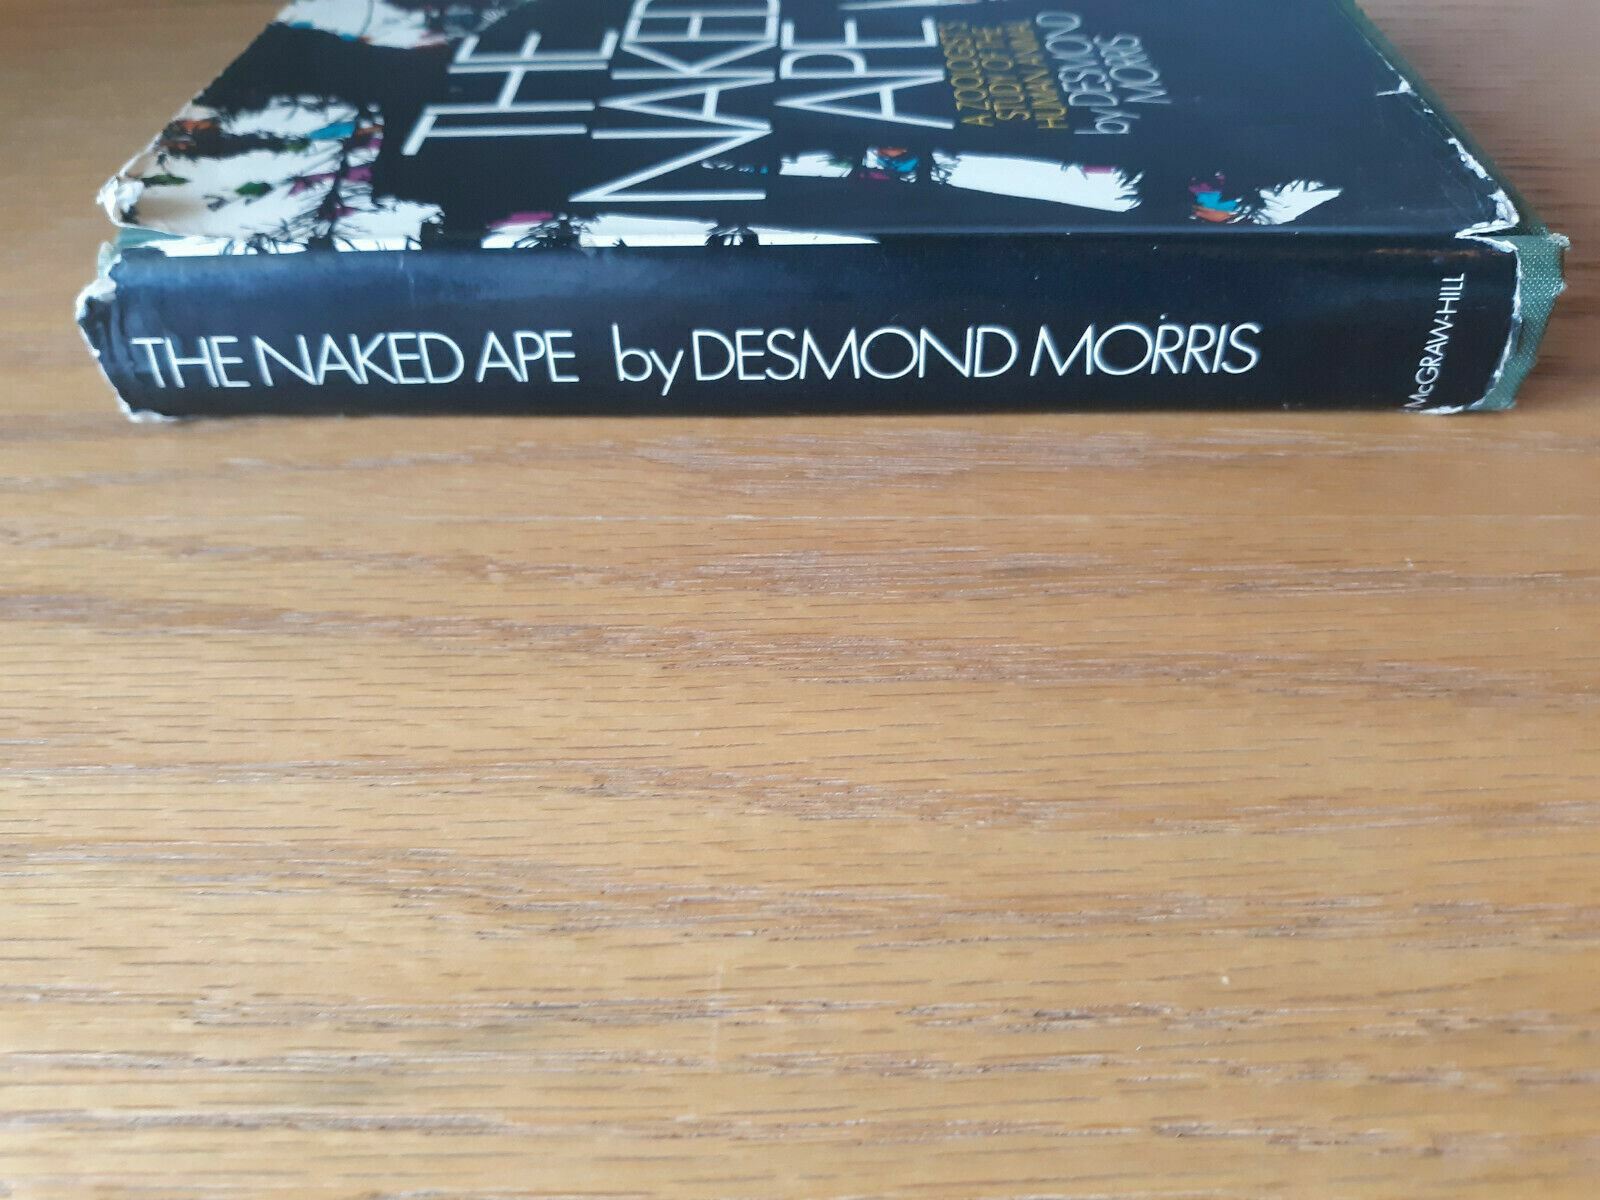 THE
NAKED
APE
A ZOOLOGIST'S
STUDY OF THE
HUMAN ANIMAL
by DESMOND
MORRIS
THE NAKED APE by DESMOND MORRIS
McGRAW-HILL